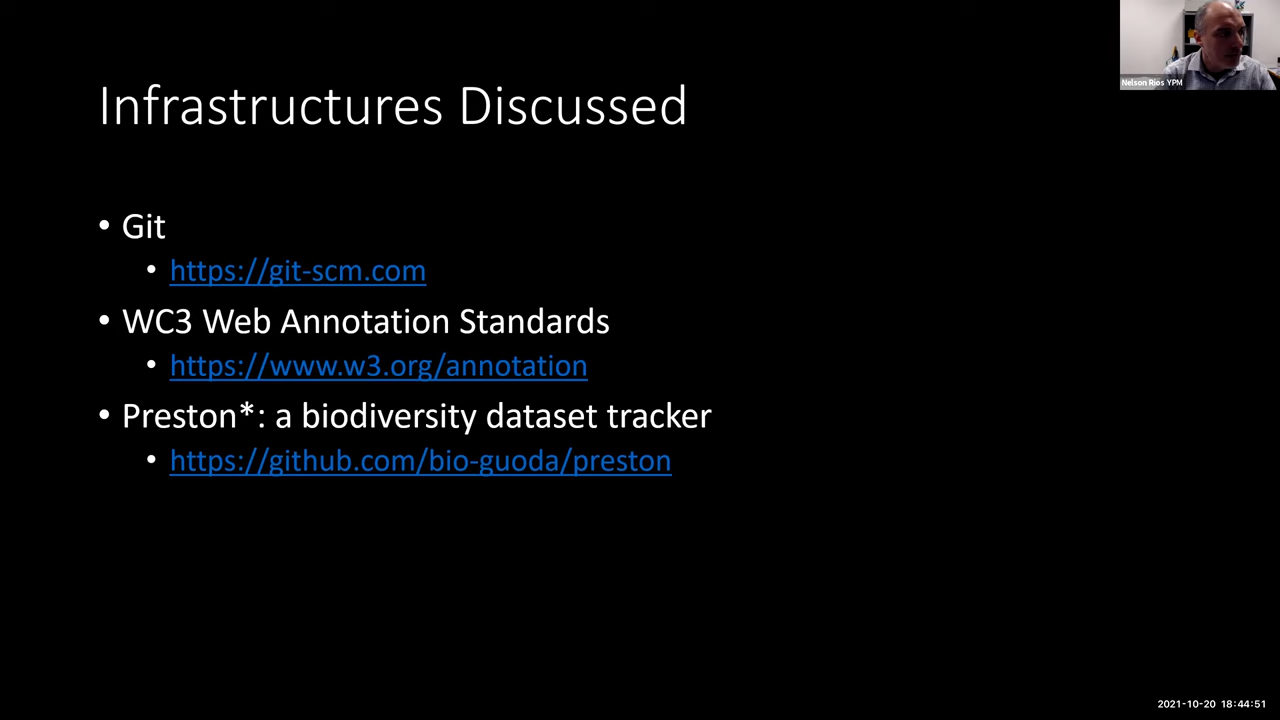 Nelson Rios YPM
Infrastructures Discussed
• Git
• https://git-scm.com
• WC3 Web Annotation Standards
• https://www.w3.org/annotation
• Preston*: a biodiversity dataset tracker
• https://github.com/bio-guoda/preston
2021-10-20 18:44:51